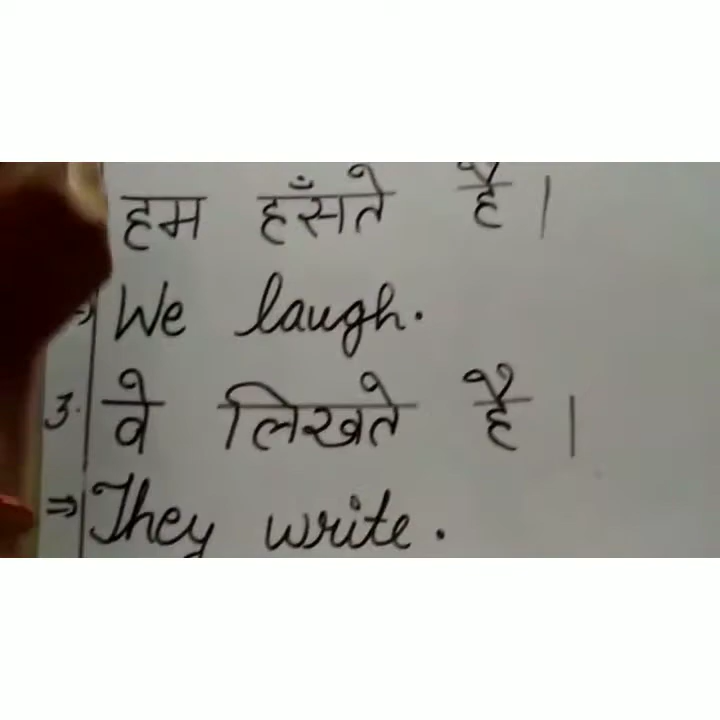 हम हँसते है।
We laugh.
3. वे लिखते है।
⇒ They write.